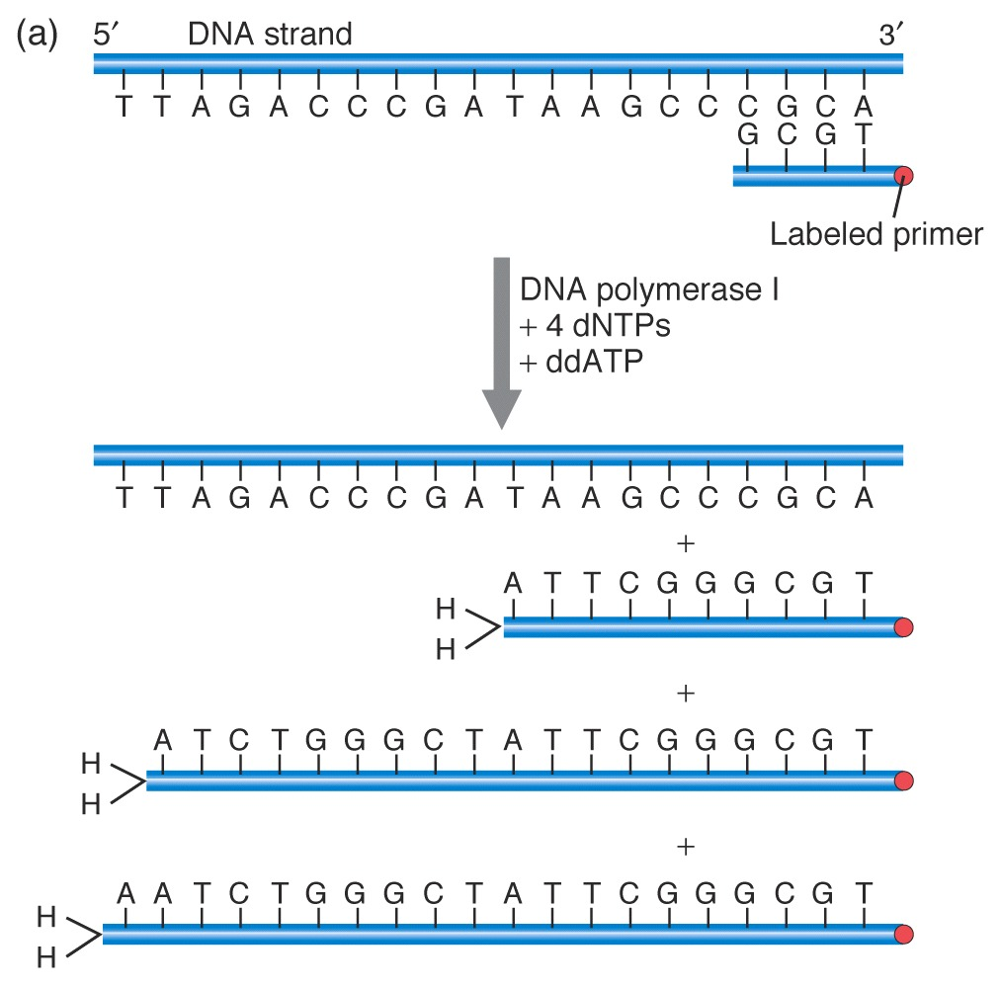 (a) 5′ DNA strand 3′
T T A G A C C C G A T A A G C C C G C A
G C G T
Labeled primer
DNA polymerase I
+ 4 dNTPs
+ ddATP
T T A G A C C C G A T A A G C C C G C A
+
A T T C G G G C G T
H
H
+
A T C T G G G C T A T T C G G G C G T
H
H
+
A A T C T G G G C T A T T C G G G C G T
H
H